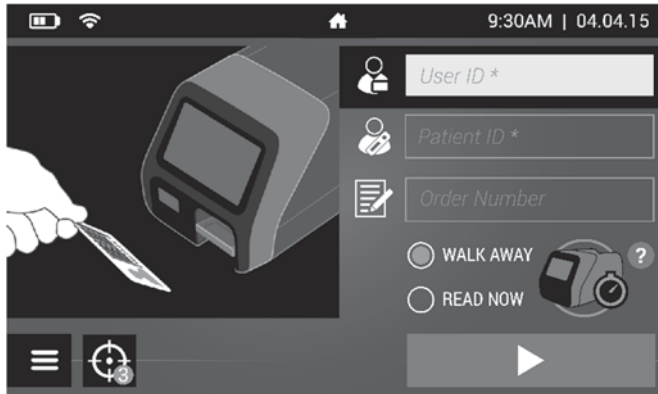 9:30AM | 04.04.15
User ID *
Patient ID *
Order Number
WALK AWAY
?
READ NOW
3